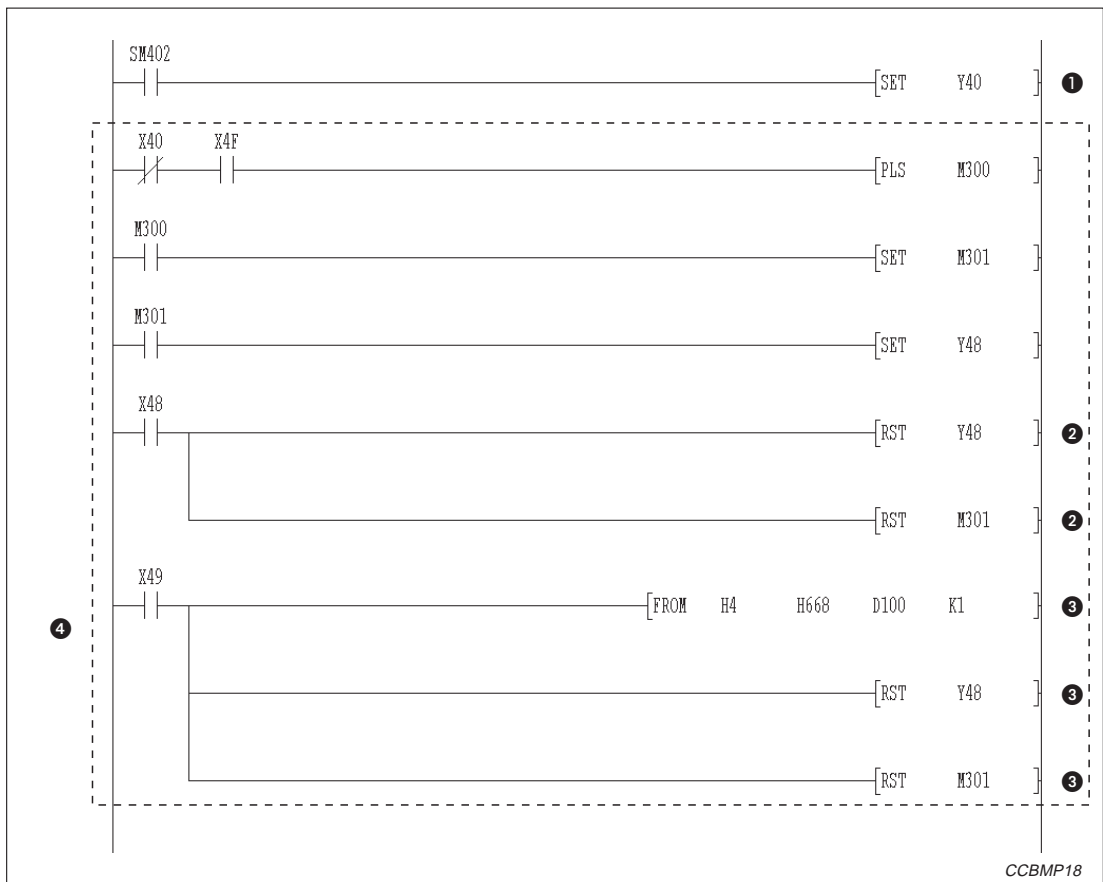 SM402
[SET Y40 ] ❶
X40 X4F
[PLS M300 ]
M300
[SET M301 ]
M301
[SET Y48 ]
X48
[RST Y48 ] ❷
[RST M301 ] ❷
X49
[FROM H4 H668 D100 K1 ] ❸
❹
[RST Y48 ] ❸
[RST M301 ] ❸
CCBMP18